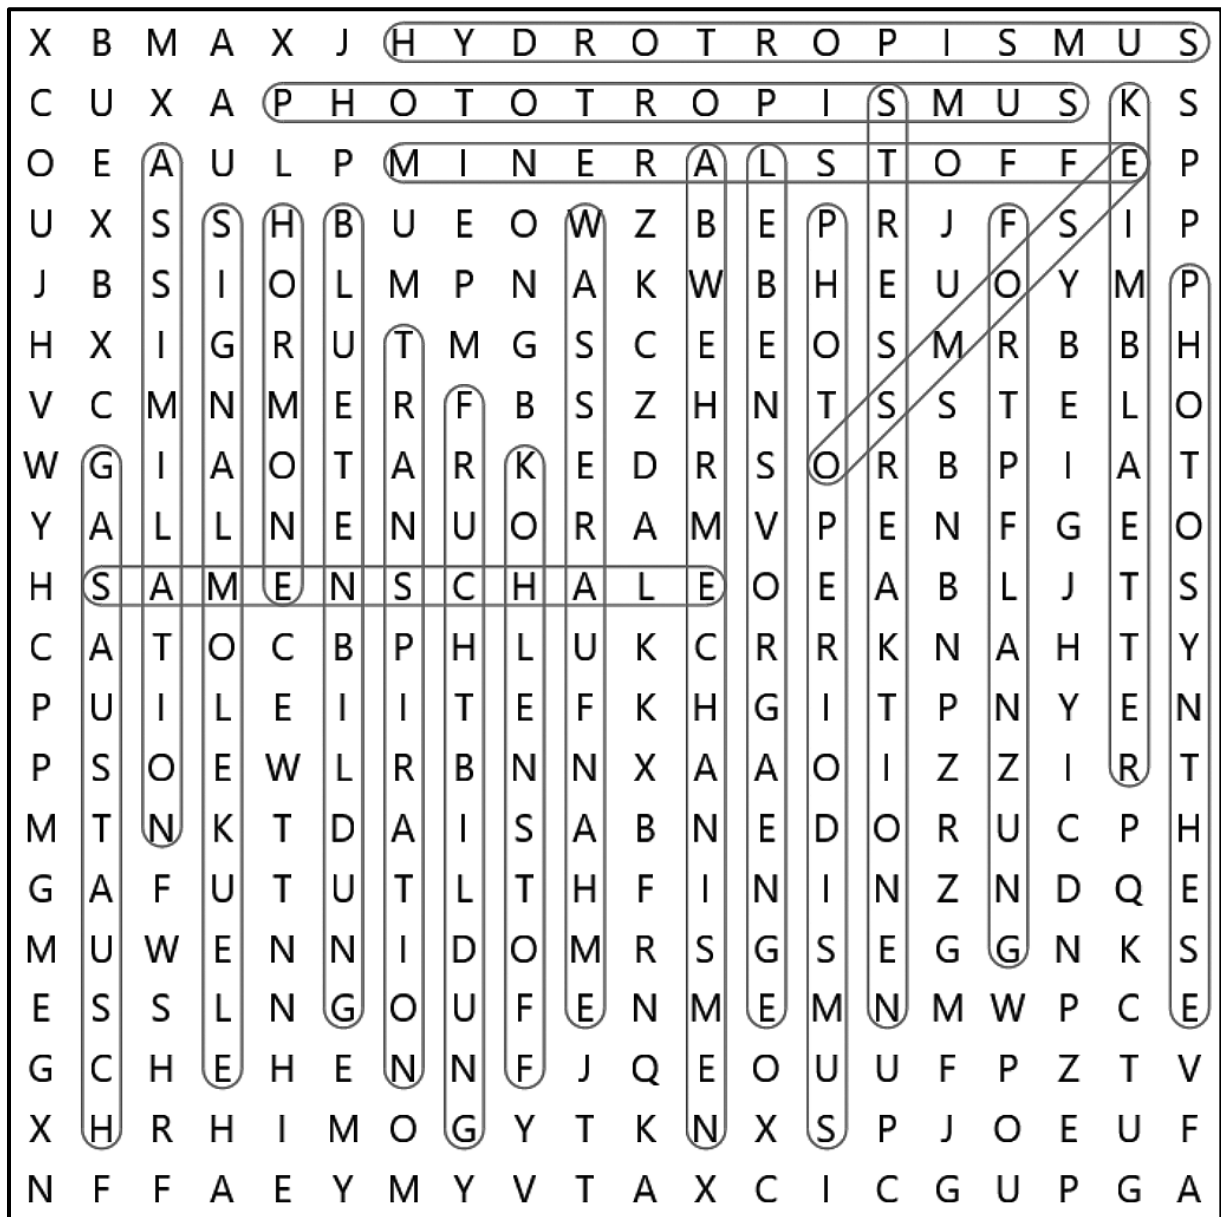 X B M A X J H Y D R O T R O P I S M U S
C U X A P H O T O T R O P I S M U S K S
O E A U L P M I N E R A L S T O F F E P
U X S S H B U E O W Z B E P R J F S I P
J B S I O L M P N A K W B H E U O Y M P
H X I G R U T M G S C E E O S M R B B H
V C M N M E R F B S Z H N T S S T E L O
W G I A O T A R K E D R S O R B P I A T
Y A L L N E N U O R A M V P E N F G E O
H S A M E N S C H A L E O E A B L J T S
C A T O C B P H L U K C R R K N A H T Y
P U I L E I I T E F K H G I T P N Y E N
P S O E W L R B N N X A A O I Z Z I R T
M T N K T D A I S A B N E D O R U C P H
G A F U T U T L T H F I N I N Z N D Q E
M U W E N N I D O M R S G S E G G N K S
E S S L N G O U F E N M E M N M W P C E
G C H E H E N N F J Q E O U U F P Z T V
X H R H I M O G Y T K N X S P J O E U F
N F F A E Y M Y V T A X C I C G U P G A